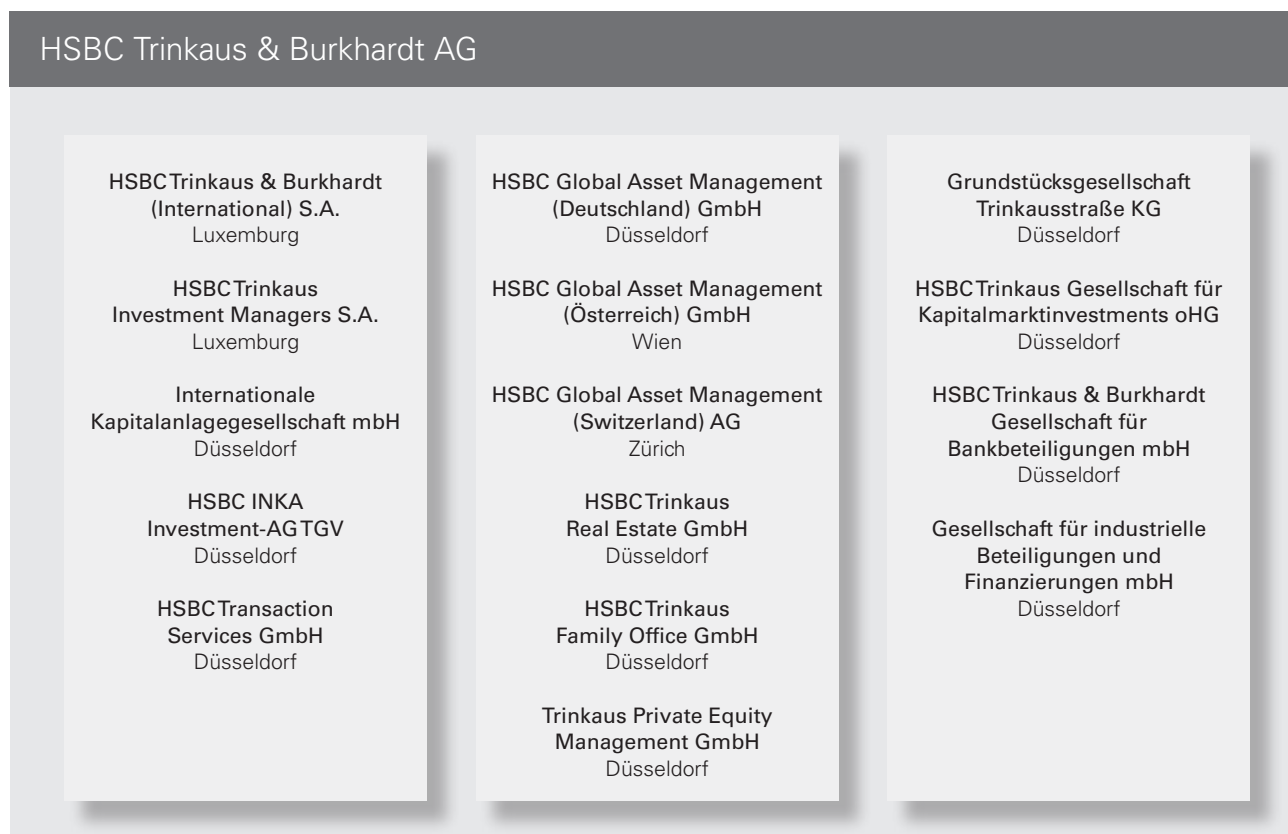 HSBC Trinkaus & Burkhardt AG
HSBC Trinkaus & Burkhardt
(International) S.A.
Luxemburg
HSBC Trinkaus
Investment Managers S.A.
Luxemburg
Internationale
Kapitalanlagegesellschaft mbH
Düsseldorf
HSBC INKA
Investment-AG TGV
Düsseldorf
HSBC Transaction
Services GmbH
Düsseldorf
HSBC Global Asset Management
(Deutschland) GmbH
Düsseldorf
HSBC Global Asset Management
(Österreich) GmbH
Wien
HSBC Global Asset Management
(Switzerland) AG
Zürich
HSBC Trinkaus
Real Estate GmbH
Düsseldorf
HSBC Trinkaus
Family Office GmbH
Düsseldorf
Trinkaus Private Equity
Management GmbH
Düsseldorf
Grundstücksgesellschaft
Trinkausstraße KG
Düsseldorf
HSBC Trinkaus Gesellschaft für
Kapitalmarktinvestments oHG
Düsseldorf
HSBC Trinkaus & Burkhardt
Gesellschaft für
Bankbeteiligungen mbH
Düsseldorf
Gesellschaft für industrielle
Beteiligungen und
Finanzierungen mbH
Düsseldorf